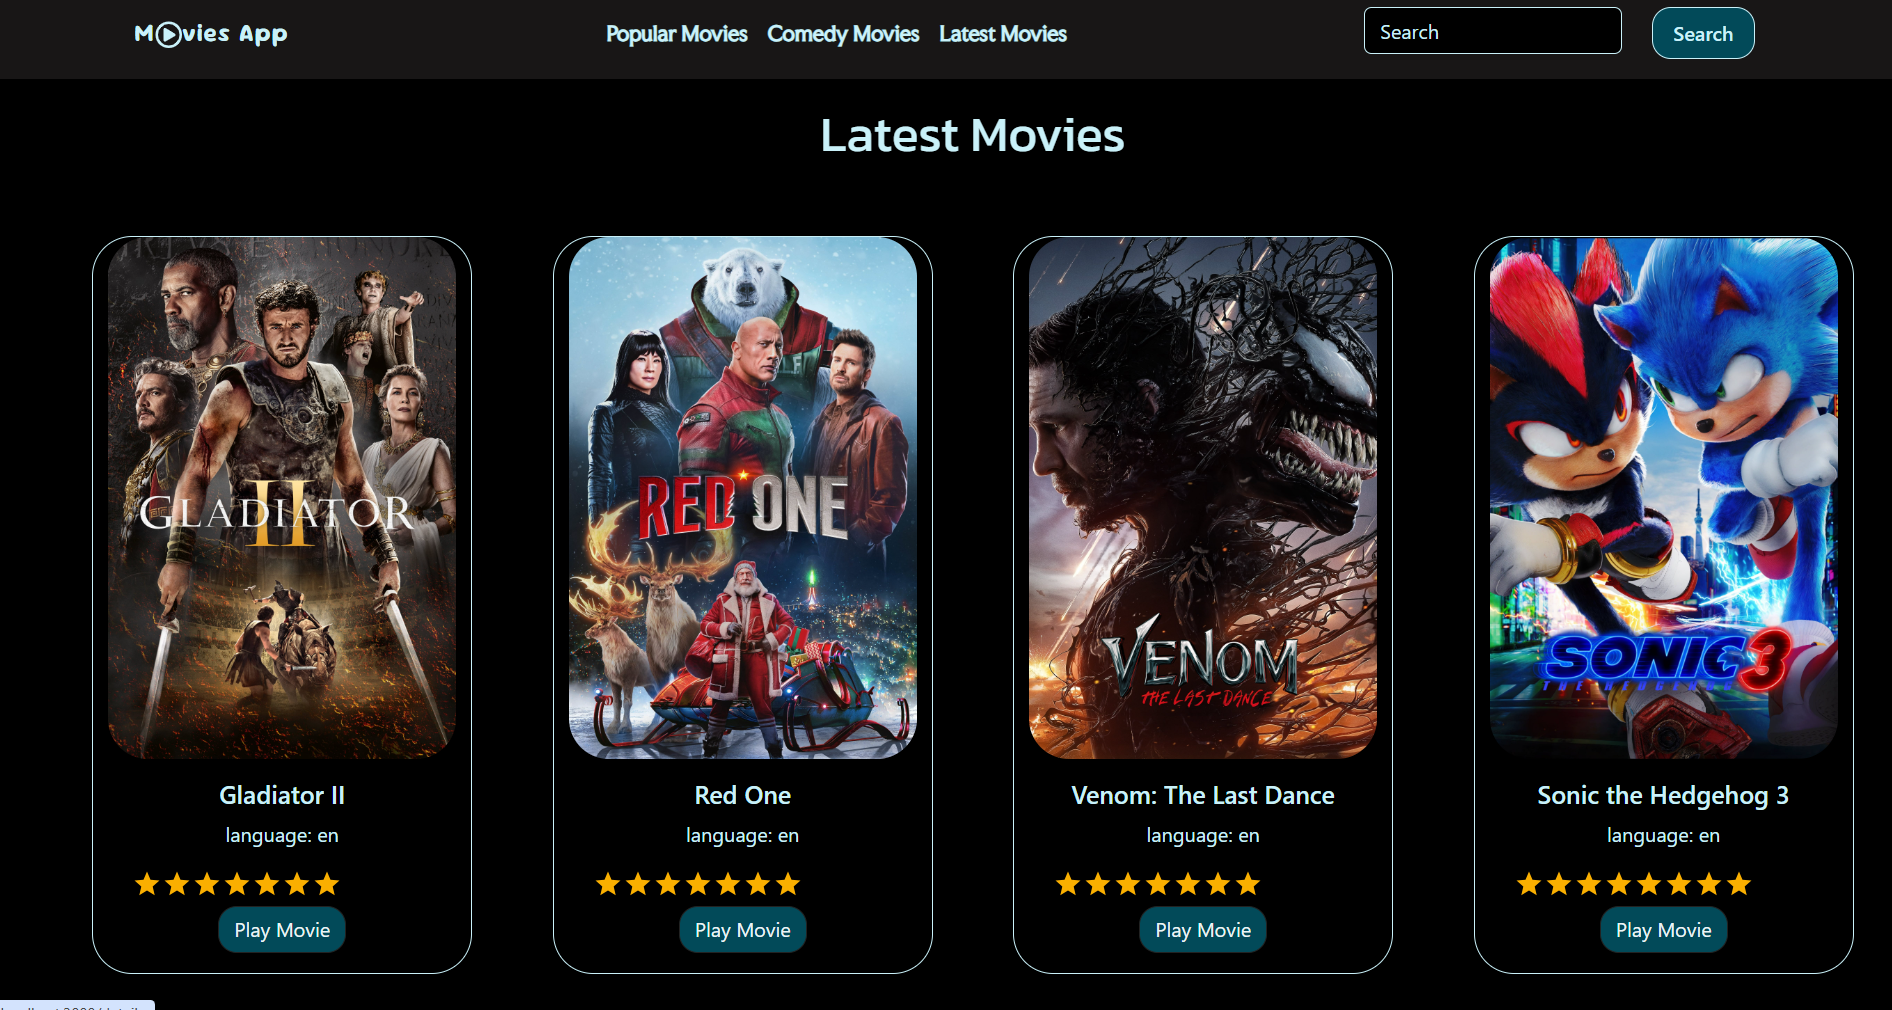 Movies App
Popular Movies Comedy Movies Latest Movies
Search
Search
Latest Movies
GLADIATOR
II
RED ONE
VENOM
THE LAST DANCE
SONIC 3
Gladiator II
Red One
Venom: The Last Dance
Sonic the Hedgehog 3
language: en
language: en
language: en
language: en
Play Movie
Play Movie
Play Movie
Play Movie